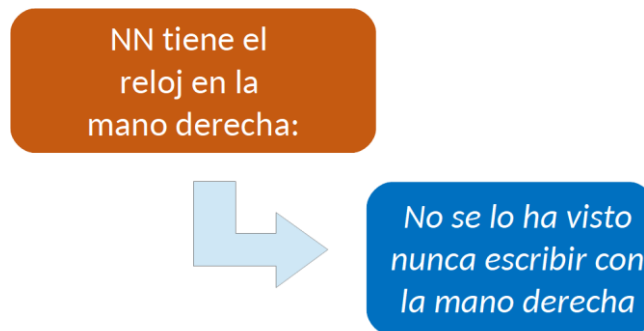 NN tiene el
reloj en la
mano derecha:
No se lo ha visto
nunca escribir con
la mano derecha